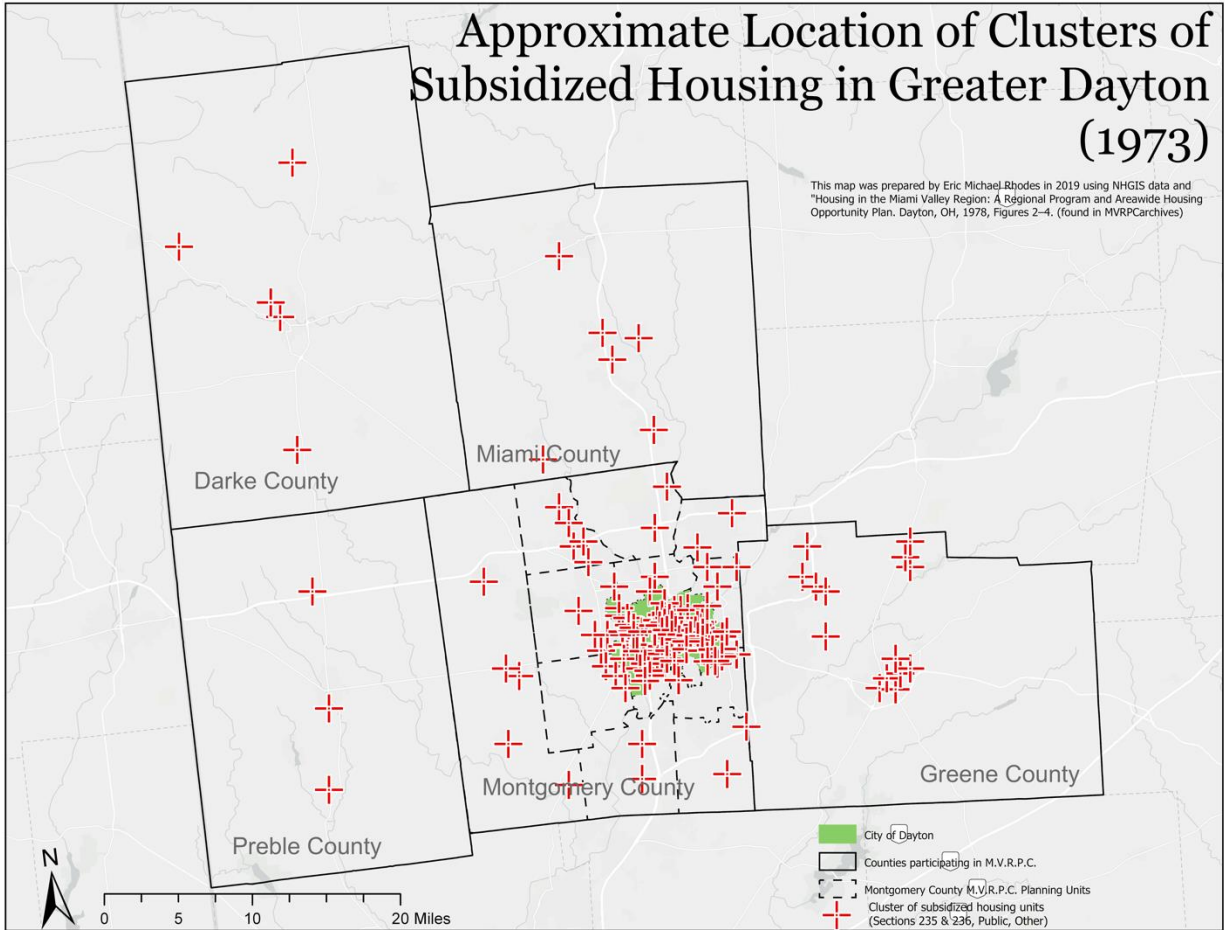 Approximate Location of Clusters of
Subsidized Housing in Greater Dayton
(1973)
This map was prepared by Eric Michael Rhodes in 2019 using NHGIS data and
"Housing in the Miami Valley Region: A Regional Program and Areawide Housing
Opportunity Plan. Dayton, OH, 1978, Figures 2–4. (found in MVRPCarchives)
Miami County
Darke County
Montgomery County
Greene County
Preble County
N
0 5 10 20 Miles
City of Dayton
Counties participating in M.V.R.P.C.
Montgomery County M.V.R.P.C. Planning Units
Cluster of subsidized housing units
(Sections 235 & 236, Public, Other)